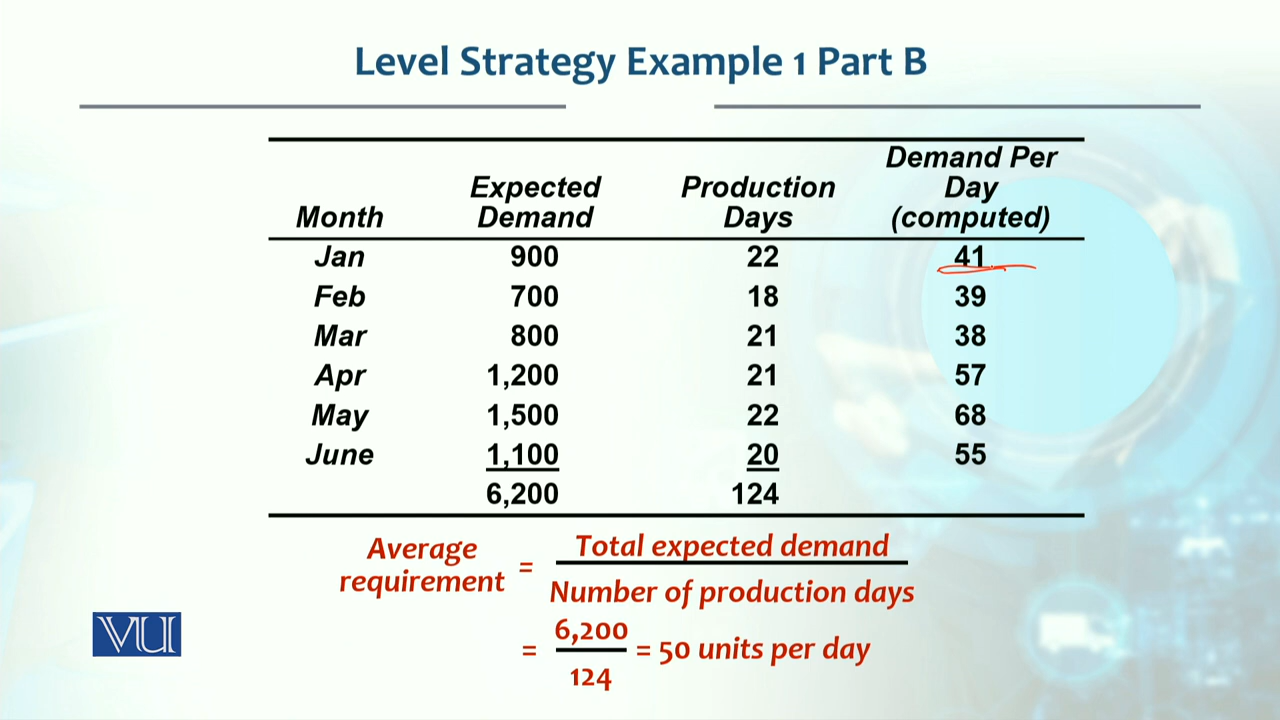 Level Strategy Example 1 Part B
Month Expected Demand Production Days Demand Per Day (computed)
Jan 900 22 41
Feb 700 18 39
Mar 800 21 38
Apr 1,200 21 57
May 1,500 22 68
June 1,100 20 55
6,200 124
Average requirement = Total expected demand / Number of production days
= 6,200 / 124 = 50 units per day
VU